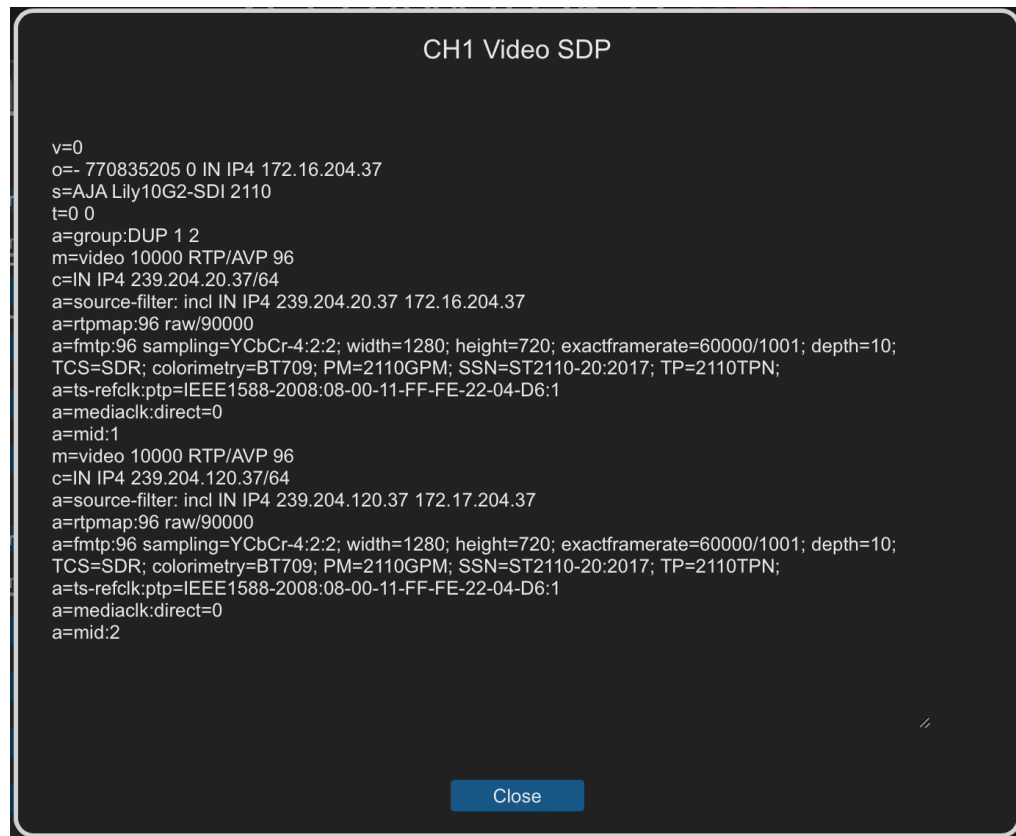 CH1 Video SDP
v=0
o=- 770835205 0 IN IP4 172.16.204.37
s=AJA Lily10G2-SDI 2110
t=0 0
a=group:DUP 1 2
m=video 10000 RTP/AVP 96
c=IN IP4 239.204.20.37/64
a=source-filter: incl IN IP4 239.204.20.37 172.16.204.37
a=rtpmap:96 raw/90000
a=fmtp:96 sampling=YCbCr-4:2:2; width=1280; height=720; exactframerate=60000/1001; depth=10;
TCS=SDR; colorimetry=BT709; PM=2110GPM; SSN=ST2110-20:2017; TP=2110TPN;
a=ts-refclk:ptp=IEEE1588-2008:08-00-11-FF-FE-22-04-D6:1
a=mediaclk:direct=0
a=mid:1
m=video 10000 RTP/AVP 96
c=IN IP4 239.204.120.37/64
a=source-filter: incl IN IP4 239.204.120.37 172.17.204.37
a=rtpmap:96 raw/90000
a=fmtp:96 sampling=YCbCr-4:2:2; width=1280; height=720; exactframerate=60000/1001; depth=10;
TCS=SDR; colorimetry=BT709; PM=2110GPM; SSN=ST2110-20:2017; TP=2110TPN;
a=ts-refclk:ptp=IEEE1588-2008:08-00-11-FF-FE-22-04-D6:1
a=mediaclk:direct=0
a=mid:2
Close